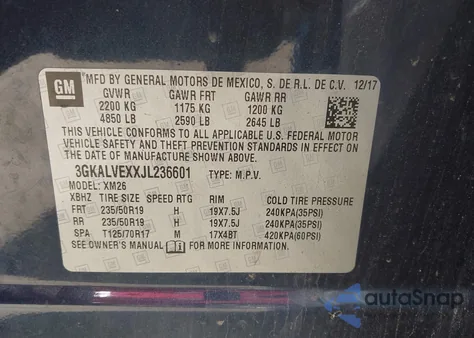 GM
MFD BY GENERAL MOTORS DE MEXICO, S. DE R.L. DE C.V. 12/17
GVWR GAWR FRT GAWR RR
2200 KG 1175 KG 1200 KG
4850 LB 2590 LB 2645 LB
THIS VEHICLE CONFORMS TO ALL APPLICABLE U.S. FEDERAL MOTOR
VEHICLE SAFETY AND THEFT PREVENTION STANDARDS IN EFFECT
ON THE DATE OF MANUFACTURE SHOWN ABOVE.
3GKALVEXXJL236601 TYPE: M.P.V.
MODEL: XM26
XBHZ TIRE SIZE SPEED RTG RIM COLD TIRE PRESSURE
FRT 235/50R19 H 19X7.5J 240KPA(35PSI)
RR 235/50R19 H 19X7.5J 240KPA(35PSI)
SPA T125/70R17 M 17X4BT 420KPA(60PSI)
SEE OWNER'S MANUAL FOR MORE INFORMATION
autoSnap